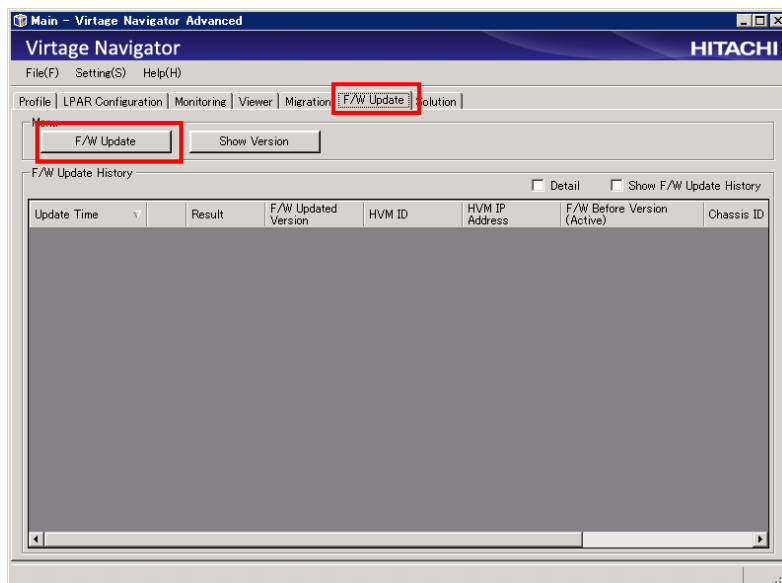 Main - Virtage Navigator Advanced
Virtage Navigator
HITACHI
File(F) Setting(S) Help(H)
Profile LPAR Configuration Monitoring Viewer Migration F/W Update Solution
Menu
F/W Update Show Version
F/W Update History
Detail Show F/W Update History
Update Time Result F/W Updated Version HVM ID HVM IP Address F/W Before Version (Active) Chassis ID